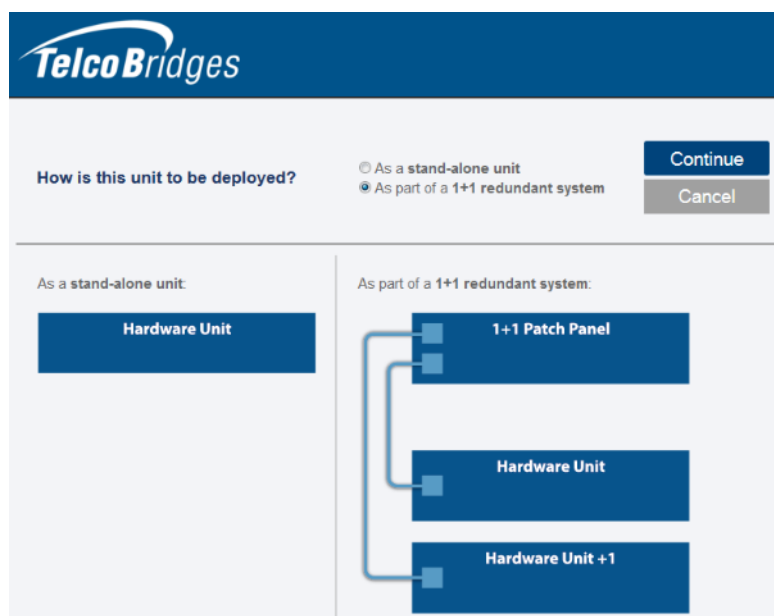 TelcoBridges
How is this unit to be deployed?
As a stand-alone unit
As part of a 1+1 redundant system
Continue
Cancel
As a stand-alone unit:
Hardware Unit
As part of a 1+1 redundant system:
1+1 Patch Panel
Hardware Unit
Hardware Unit +1